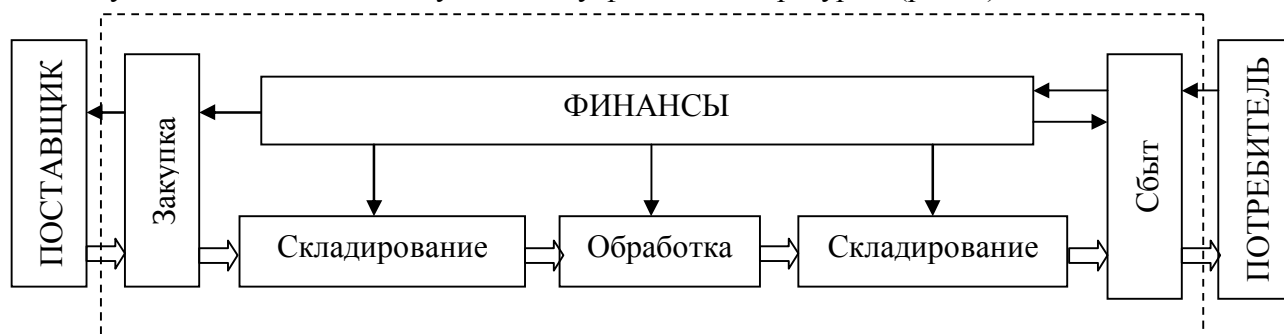 ПОСТАВЩИК
Закупка
ФИНАНСЫ
Складирование
Обработка
Складирование
Сбыт
ПОТРЕБИТЕЛЬ